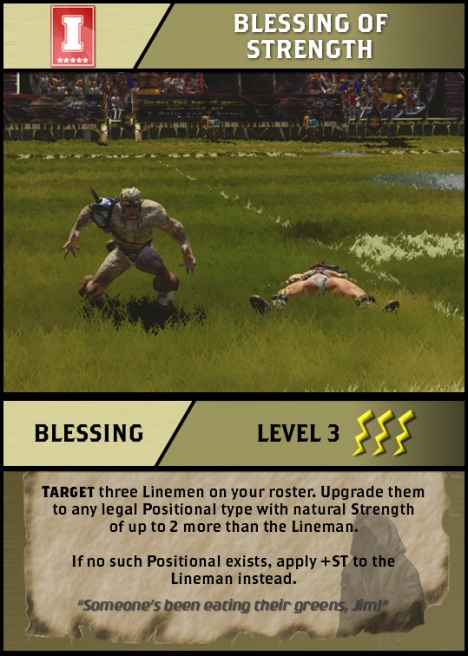 I
BLESSING OF
STRENGTH
BLESSING
LEVEL 3
TARGET three Linemen on your roster. Upgrade them
to any legal Positional type with natural Strength
of up to 2 more than the Lineman.
If no such Positional exists, apply +ST to the
Lineman instead.
“Someone’s been eating their greens, Jim!”